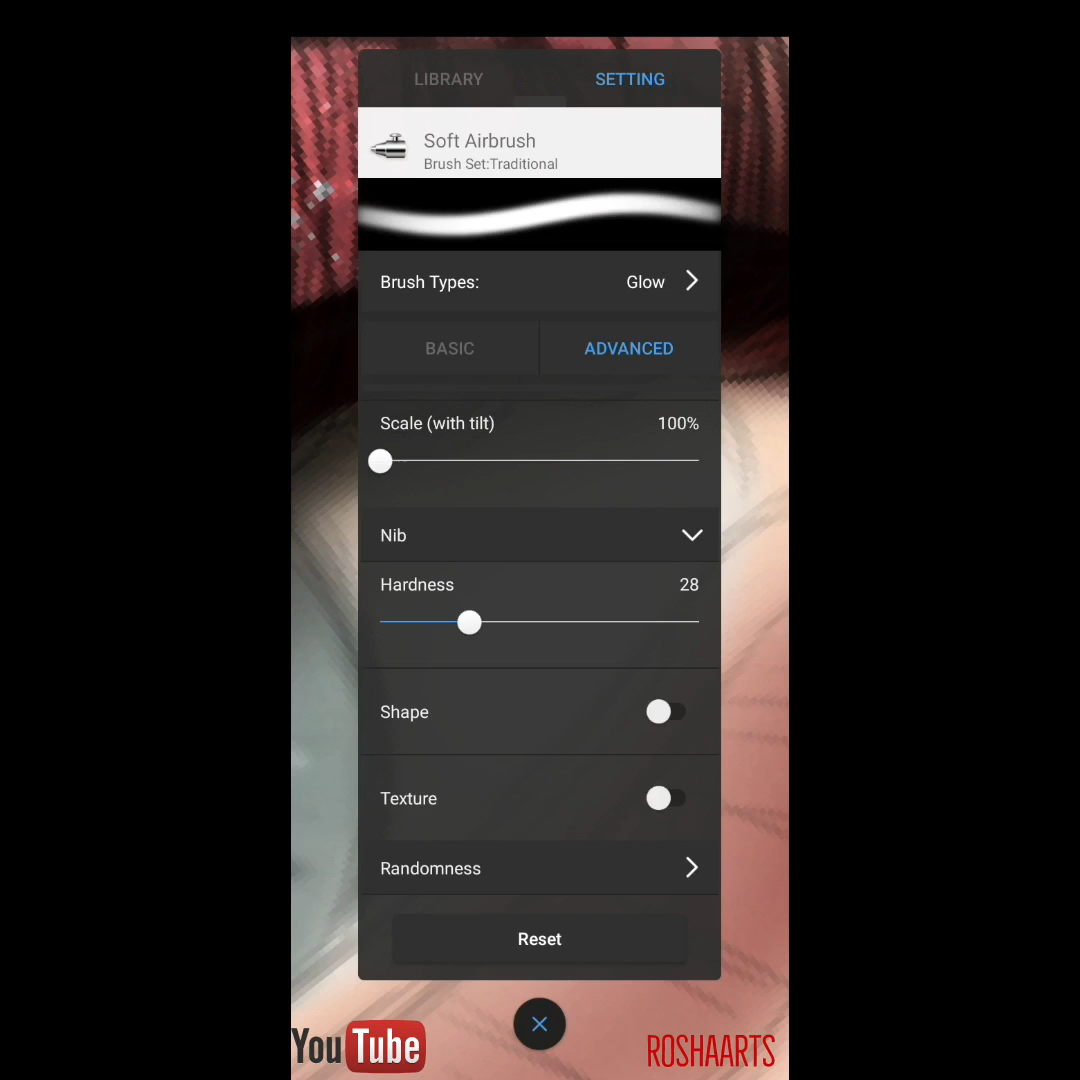 LIBRARY SETTING
Soft Airbrush
Brush Set:Traditional
Brush Types: Glow
BASIC ADVANCED
Scale (with tilt) 100%
Nib
Hardness 28
Shape
Texture
Randomness
Reset
YouTube ROSHAARTS